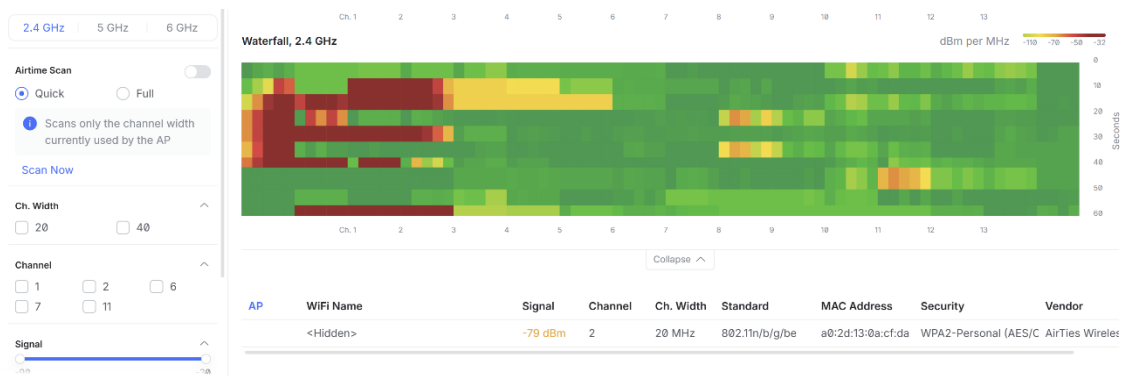 2.4 GHz 5 GHz 6 GHz
Airtime Scan
Quick Full
Scans only the channel width
currently used by the AP
Scan Now
Ch. Width
20 40
Channel
1 2 6
7 11
Signal
Ch. 1 2 3 4 5 6 7 8 9 10 11 12 13
Waterfall, 2.4 GHz dBm per MHz -110 -70 -50 -32
0
10
20
30
40
50
60
Seconds
Ch. 1 2 3 4 5 6 7 8 9 10 11 12 13
Collapse
AP WiFi Name Signal Channel Ch. Width Standard MAC Address Security Vendor
<Hidden> -79 dBm 2 20 MHz 802.11n/b/g/be a0:2d:13:0a:cf:da WPA2-Personal (AES/C AirTies Wireles